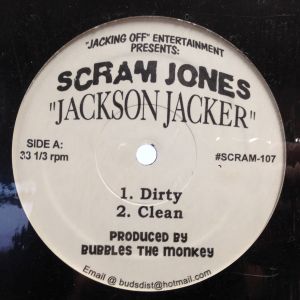 "JACKING OFF" ENTERTAINMENT
PRESENTS:
SCRAM JONES
"JACKSON JACKER"
SIDE A:
33 1/3 rpm
#SCRAM-107
1. Dirty
2. Clean
PRODUCED BY
BUBBLES THE MONKEY
Email @ budsdist@hotmail.com